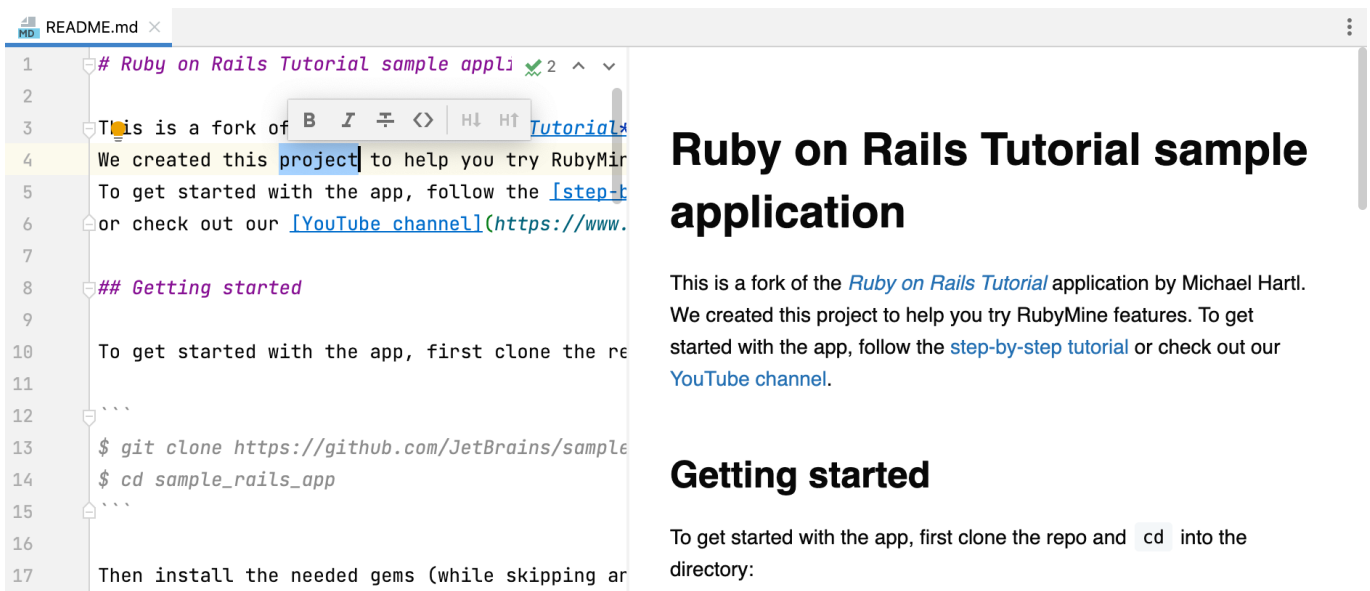 README.md
2
1 # Ruby on Rails Tutorial sample appli
2
B I T <> H↓ H↑
3 This is a fork of Tutorial*
4 We created this project to help you try RubyMin
5 To get started with the app, follow the [step-b
6 or check out our [YouTube channel](https://www.
7
8 ## Getting started
9
10 To get started with the app, first clone the re
11
12 ```
13 $ git clone https://github.com/JetBrains/sample
14 $ cd sample_rails_app
15 ```
16
17 Then install the needed gems (while skipping an
Ruby on Rails Tutorial sample
application
This is a fork of the Ruby on Rails Tutorial application by Michael Hartl.
We created this project to help you try RubyMine features. To get
started with the app, follow the step-by-step tutorial or check out our
YouTube channel.
Getting started
To get started with the app, first clone the repo and cd into the
directory: